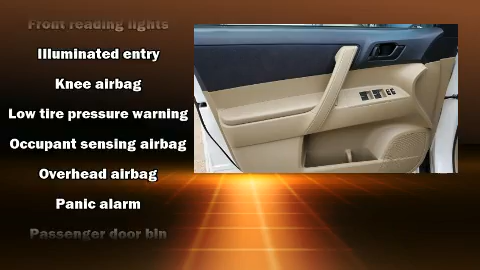 Front reading lights
Illuminated entry
Knee airbag
Low tire pressure warning
Occupant sensing airbag
Overhead airbag
Panic alarm
Passenger door bin